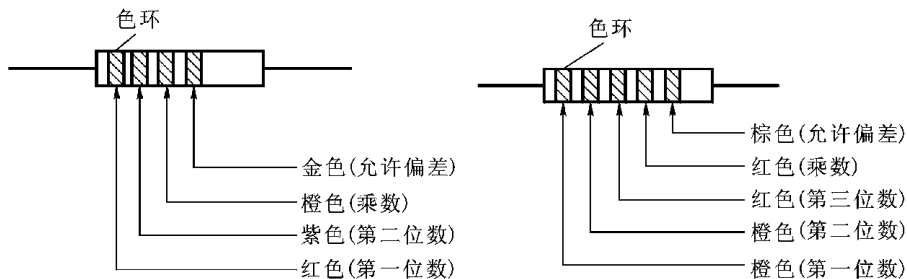 色环
金色(允许偏差)
橙色(乘数)
紫色(第二位数)
红色(第一位数)
色环
棕色(允许偏差)
红色(乘数)
红色(第三位数)
橙色(第二位数)
橙色(第一位数)